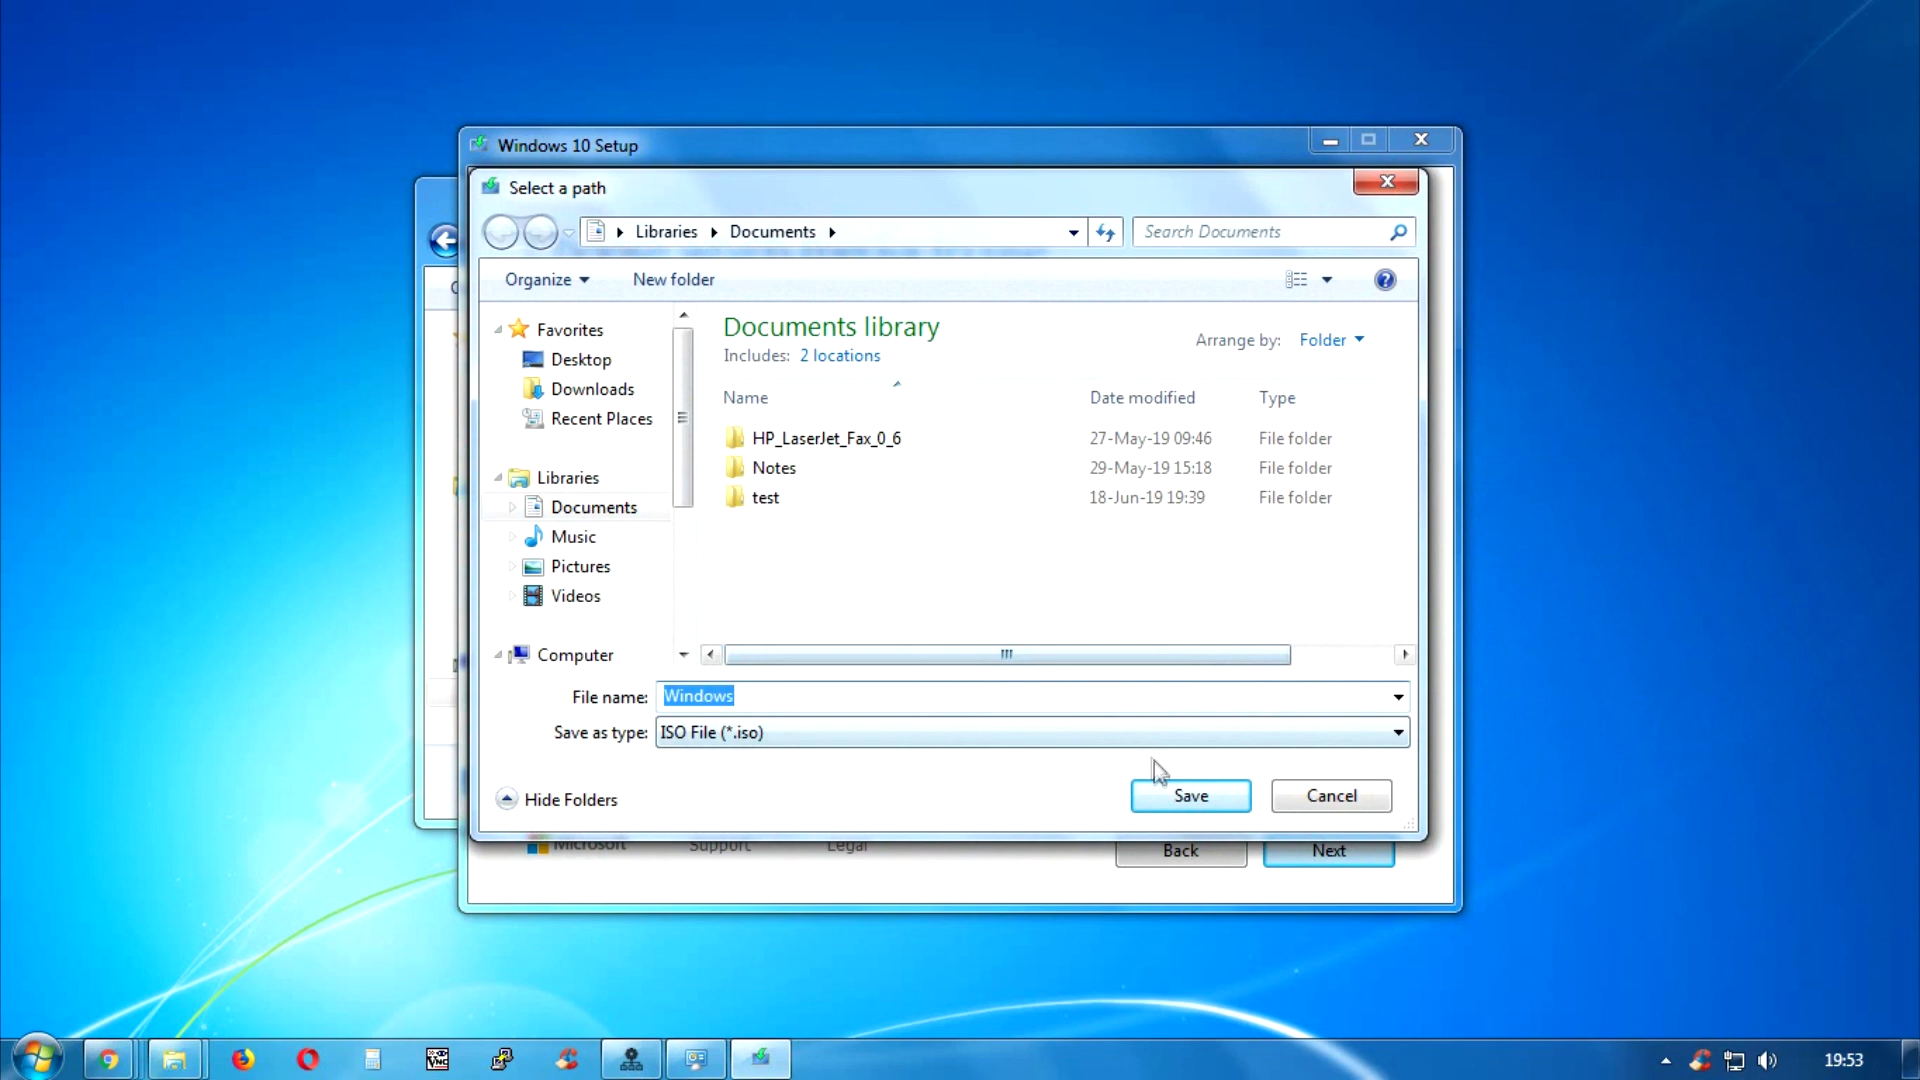 Windows 10 Setup
Select a path
Libraries Documents
Search Documents
Organize New folder
Favorites
Desktop
Downloads
Recent Places
Libraries
Documents
Music
Pictures
Videos
Computer
Documents library
Includes: 2 locations
Arrange by: Folder
Name Date modified Type
HP_LaserJet_Fax_0_6 27-May-19 09:46 File folder
Notes 29-May-19 15:18 File folder
test 18-Jun-19 19:39 File folder
File name: Windows
Save as type: ISO File (*.iso)
Hide Folders
Save Cancel
Microsoft Support Legal
Back Next
VNC
19:53